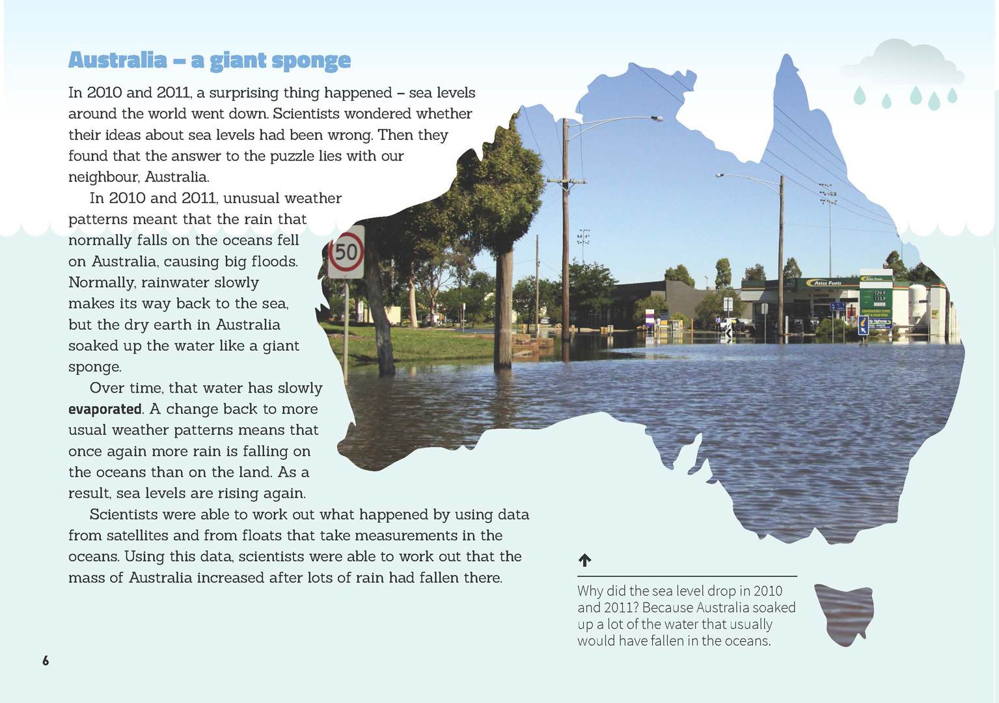 Australia – a giant sponge
In 2010 and 2011, a surprising thing happened – sea levels
around the world went down. Scientists wondered whether
their ideas about sea levels had been wrong. Then they
found that the answer to the puzzle lies with our
neighbour, Australia.
In 2010 and 2011, unusual weather
patterns meant that the rain that
normally falls on the oceans fell
on Australia, causing big floods.
Normally, rainwater slowly
makes its way back to the sea,
but the dry earth in Australia
soaked up the water like a giant
sponge.
Over time, that water has slowly
evaporated. A change back to more
usual weather patterns means that
once again more rain is falling on
the oceans than on the land. As a
result, sea levels are rising again.
Scientists were able to work out what happened by using data
from satellites and from floats that take measurements in the
oceans. Using this data, scientists were able to work out that the
mass of Australia increased after lots of rain had fallen there.
50
Atlas Fuels
Atlas Fuels
129.9
133.9
CONVENIENCE STORE
Why did the sea level drop in 2010
and 2011? Because Australia soaked
up a lot of the water that usually
would have fallen in the oceans.
6